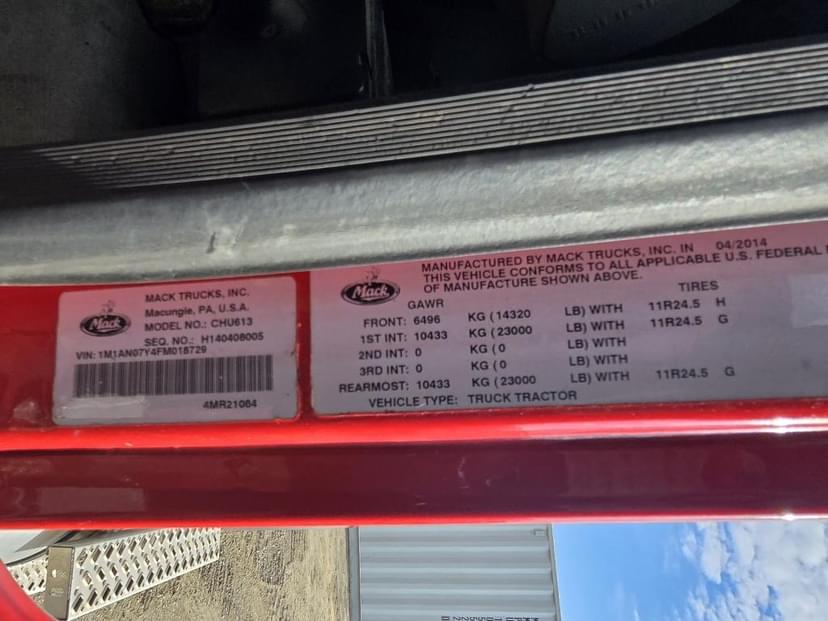 MACK TRUCKS, INC.
Macungie, PA, U.S.A.
Mack
MODEL NO.: CHU613
SEQ. NO.: H140408005
VIN: 1M1AN07Y4FM018729
4MR21084
MANUFACTURED BY MACK TRUCKS, INC. IN 04/2014
THIS VEHICLE CONFORMS TO ALL APPLICABLE U.S. FEDERAL
OF MANUFACTURE SHOWN ABOVE.
Mack
GAWR TIRES
FRONT: 6496 KG ( 14320 LB) WITH 11R24.5 H
1ST INT: 10433 KG ( 23000 LB) WITH 11R24.5 G
2ND INT: 0 KG ( 0 LB) WITH
3RD INT: 0 KG ( 0 LB) WITH
REARMOST: 10433 KG ( 23000 LB) WITH 11R24.5 G
VEHICLE TYPE: TRUCK TRACTOR